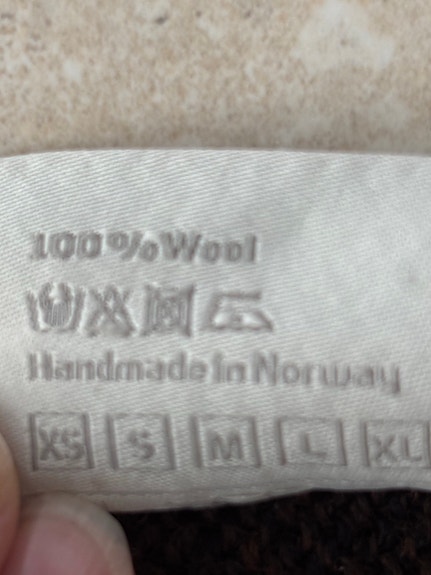 100% Wool
Handmade in Norway
XS S M L XL